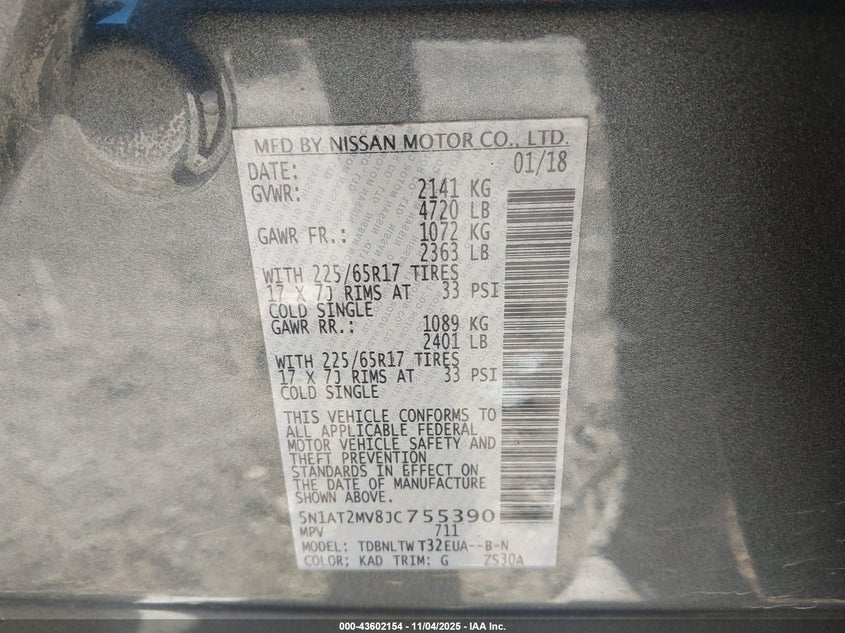 MFD BY NISSAN MOTOR CO., LTD.
DATE: 01/18
GVWR: 2141 KG
4720 LB
GAWR FR.: 1072 KG
2363 LB
WITH 225/65R17 TIRES
17 X 7J RIMS AT 33 PSI
COLD SINGLE
GAWR RR.: 1089 KG
2401 LB
WITH 225/65R17 TIRES
17 X 7J RIMS AT 33 PSI
COLD SINGLE
THIS VEHICLE CONFORMS TO
ALL APPLICABLE FEDERAL
MOTOR VEHICLE SAFETY AND
THEFT PREVENTION
STANDARDS IN EFFECT ON
THE DATE OF MANUFACTURE
SHOWN ABOVE.
5N1AT2MV8JC755390
MPV 711
MODEL: TDBNLTW T32EUA--B-N
COLOR: KAD TRIM: G ZS30A
000-43602154 - 11/04/2025 - IAA Inc.